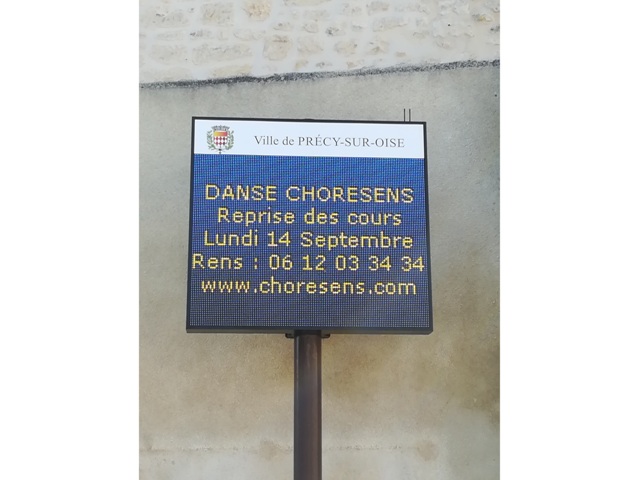 Ville de PRÉCY-SUR-OISE
DANSE CHORESENS
Reprise des cours
Lundi 14 Septembre
Rens : 06 12 03 34 34
www.choresens.com